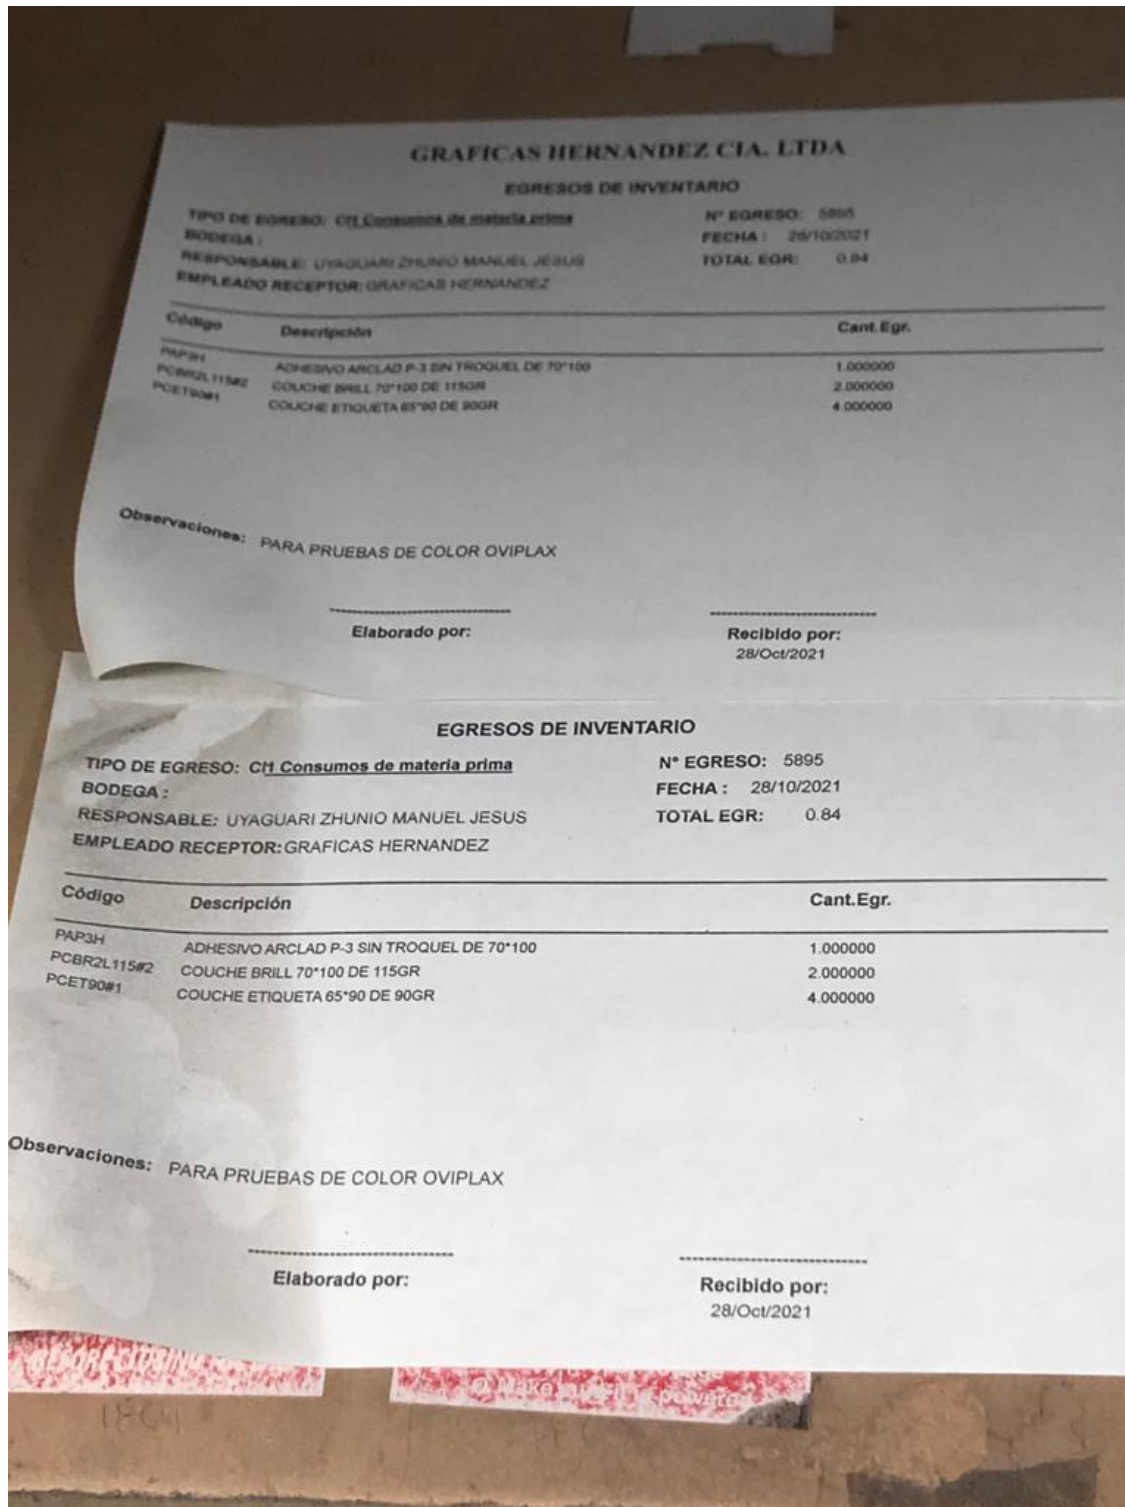 GRAFICAS HERNANDEZ CIA. LTDA
EGRESOS DE INVENTARIO
TIPO DE EGRESO: CM Consumos de materia prima Nº EGRESO: 5895
BODEGA : FECHA : 28/10/2021
RESPONSABLE: UYAGUARI ZHUNIO MANUEL JESUS TOTAL EGR: 0.84
EMPLEADO RECEPTOR: GRAFICAS HERNANDEZ
Código Descripción Cant.Egr.
PAP3H ADHESIVO ARCLAD P-3 SIN TROQUEL DE 70*100 1.000000
PCBR2L115#2 COUCHE BRILL 70*100 DE 115GR 2.000000
PCET90#1 COUCHE ETIQUETA 65*90 DE 90GR 4.000000
Observaciones: PARA PRUEBAS DE COLOR OVIPLAX
Elaborado por: Recibido por:
28/Oct/2021
EGRESOS DE INVENTARIO
TIPO DE EGRESO: CM Consumos de materia prima Nº EGRESO: 5895
BODEGA : FECHA : 28/10/2021
RESPONSABLE: UYAGUARI ZHUNIO MANUEL JESUS TOTAL EGR: 0.84
EMPLEADO RECEPTOR: GRAFICAS HERNANDEZ
Código Descripción Cant.Egr.
PAP3H ADHESIVO ARCLAD P-3 SIN TROQUEL DE 70*100 1.000000
PCBR2L115#2 COUCHE BRILL 70*100 DE 115GR 2.000000
PCET90#1 COUCHE ETIQUETA 65*90 DE 90GR 4.000000
Observaciones: PARA PRUEBAS DE COLOR OVIPLAX
Elaborado por: Recibido por:
28/Oct/2021